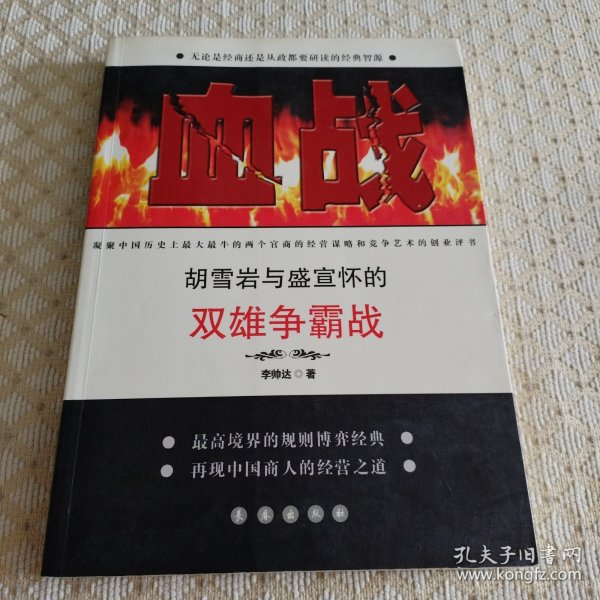 ● 无论是经商还是从政都要研读的经典智源 ●
血战
凝聚中国历史上最大最牛的两个官商的经营谋略和竞争艺术的创业评书
胡雪岩与盛宣怀的
双雄争霸战
李帅达◎著
● 最高境界的规则博弈经典 ●
● 再现中国商人的经营之道 ●
长春出版社
孔夫子旧书网
www.kongfz.com